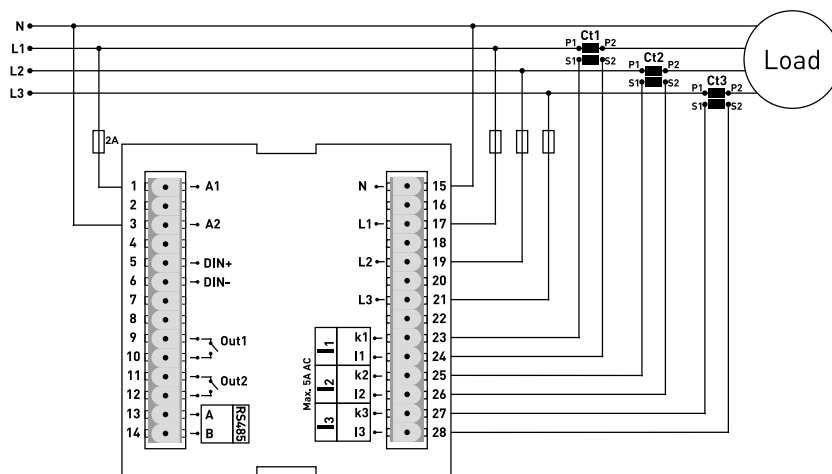 N
L1
L2
L3
Ct1
P1 P2
S1 S2
Ct2
P1 P2
S1 S2
Ct3
P1 P2
S1 S2
Load
2A
1 A1
2
3 A2
4
5 DIN+
6 DIN-
7
8
9
Out1
10
11
Out2
12
13 A
14 B
RS485
N 15
16
L1 17
18
L2 19
20
L3 21
22
Max. 5A AC
I1
k1 23
l1 24
I2
k2 25
l2 26
I3
k3 27
l3 28